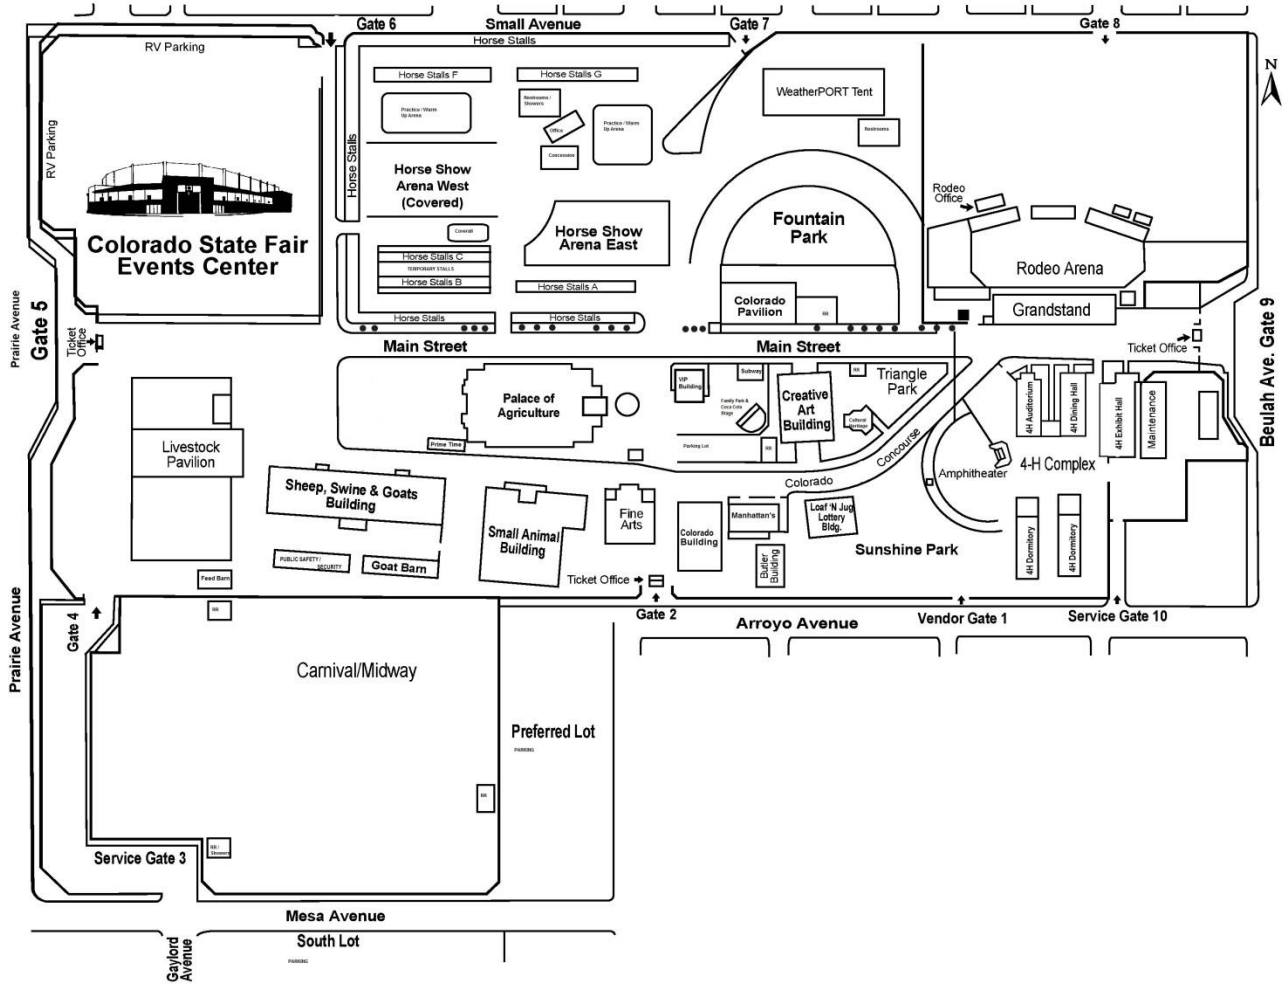 Gate 6
Small Avenue
Gate 7
Gate 8
RV Parking
Horse Stalls
N
Horse Stalls F
Horse Stalls G
WeatherPORT Tent
Restrooms /
Showers
Practice / Warm
Up Arena
Practice / Warm
Up Arena
Office
Restrooms
Concession
RV Parking
Horse Stalls
Horse Show
Arena West
(Covered)
Rodeo
Office
Colorado State Fair
Events Center
Coverall
Horse Show
Arena East
Fountain
Park
Horse Stalls C
TEMPORARY STALLS
Horse Stalls B
Horse Stalls A
Rodeo Arena
Prairie Avenue
Gate 5
Colorado
Pavilion
RR
Grandstand
Horse Stalls
Horse Stalls
Ticket
Office
Main Street
Main Street
Ticket Office
Beulah Ave. Gate 9
VIP
Building
Subway
RR
Triangle
Park
Palace of
Agriculture
Creative
Art
Building
Family Park &
Coca Cola
Stage
Cultural
Heritage
4H Auditorium
4H Dining Hall
4H Exhibit Hall
Maintenance
Livestock
Pavilion
Prime Time
Parking Lot
RR
Concourse
Colorado
Amphitheater
4-H Complex
Sheep, Swine & Goats
Building
Small Animal
Building
Fine
Arts
Colorado
Building
Manhattan's
Loaf 'N Jug
Lottery
Bldg.
Sunshine Park
4H Dormitory
4H Dormitory
PUBLIC SAFETY /
SECURITY
Goat Barn
Butler
Building
Feed Barn
Ticket Office
RR
Gate 4
Gate 2
Arroyo Avenue
Vendor Gate 1
Service Gate 10
Prairie Avenue
Carnival/Midway
Preferred Lot
PARKING
RR
RR /
Showers
Service Gate 3
Mesa Avenue
Gaylord
Avenue
South Lot
PARKING